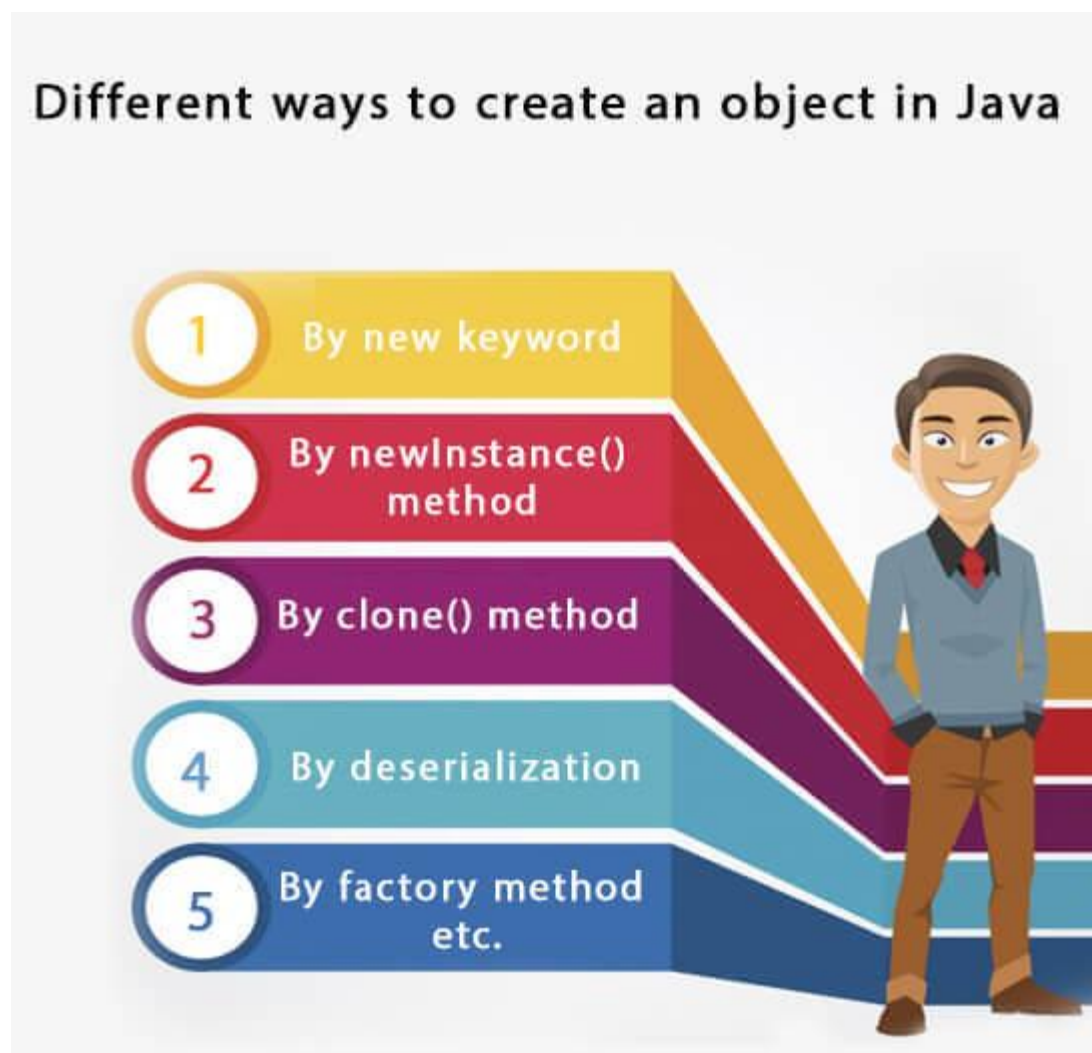 Different ways to create an object in Java
1
By new keyword
2
By newInstance()
method
3
By clone() method
4
By deserialization
5
By factory method
etc.